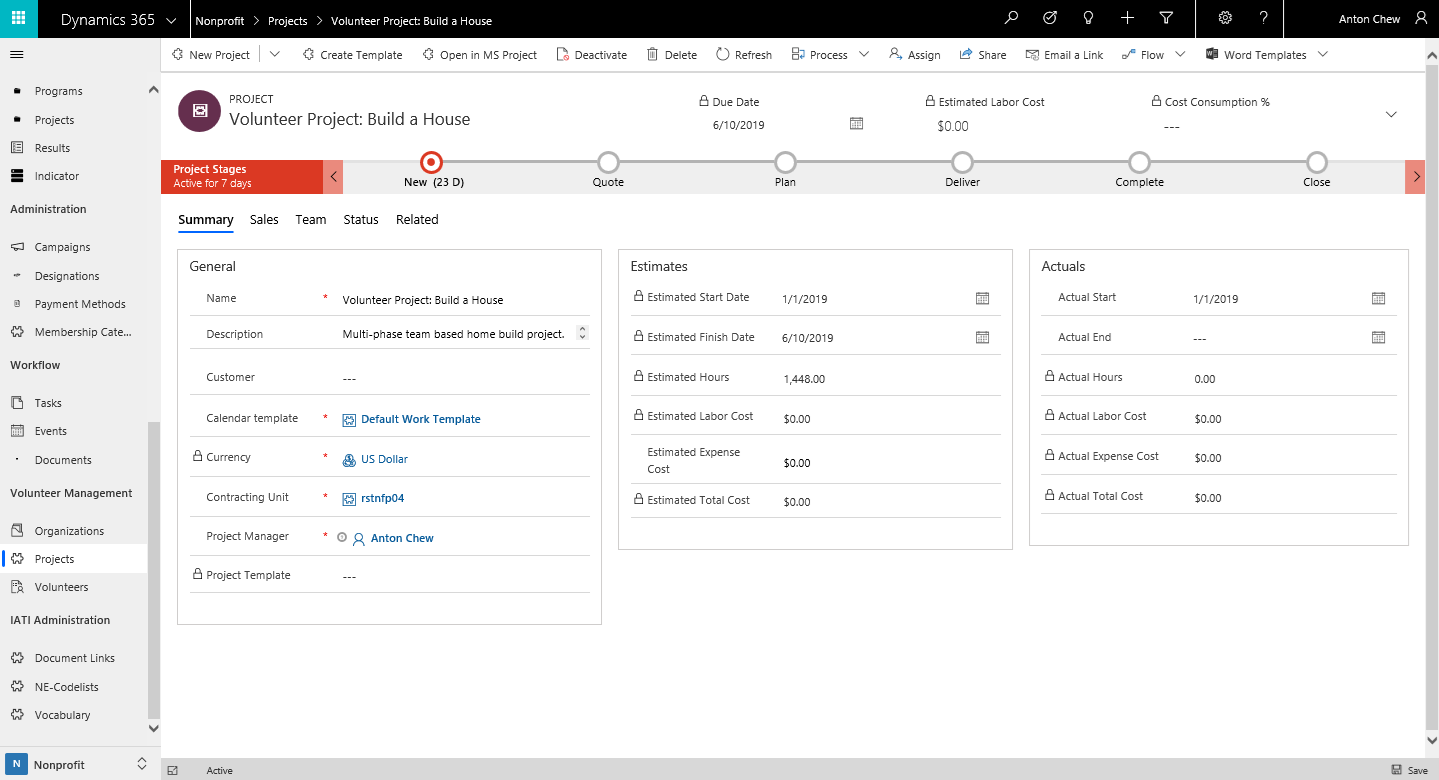 Dynamics 365
Nonprofit > Projects > Volunteer Project: Build a House
Anton Chew
New Project
Create Template
Open in MS Project
Deactivate
Delete
Refresh
Process
Assign
Share
Email a Link
Flow
Word Templates
Programs
Projects
Results
Indicator
Administration
Campaigns
Designations
Payment Methods
Membership Cate...
Workflow
Tasks
Events
Documents
Volunteer Management
Organizations
Projects
Volunteers
IATI Administration
Document Links
NE-Codelists
Vocabulary
N Nonprofit
PROJECT
Volunteer Project: Build a House
Due Date
6/10/2019
Estimated Labor Cost
$0.00
Cost Consumption %
---
Project Stages
Active for 7 days
New (23 D)
Quote
Plan
Deliver
Complete
Close
Summary
Sales
Team
Status
Related
General
Name * Volunteer Project: Build a House
Description Multi-phase team based home build project.
Customer ---
Calendar template * Default Work Template
Currency * US Dollar
Contracting Unit * rstnfp04
Project Manager * Anton Chew
Project Template ---
Estimates
Estimated Start Date 1/1/2019
Estimated Finish Date 6/10/2019
Estimated Hours 1,448.00
Estimated Labor Cost $0.00
Estimated Expense
Cost $0.00
Estimated Total Cost $0.00
Actuals
Actual Start 1/1/2019
Actual End ---
Actual Hours 0.00
Actual Labor Cost $0.00
Actual Expense Cost $0.00
Actual Total Cost $0.00
Active
Save